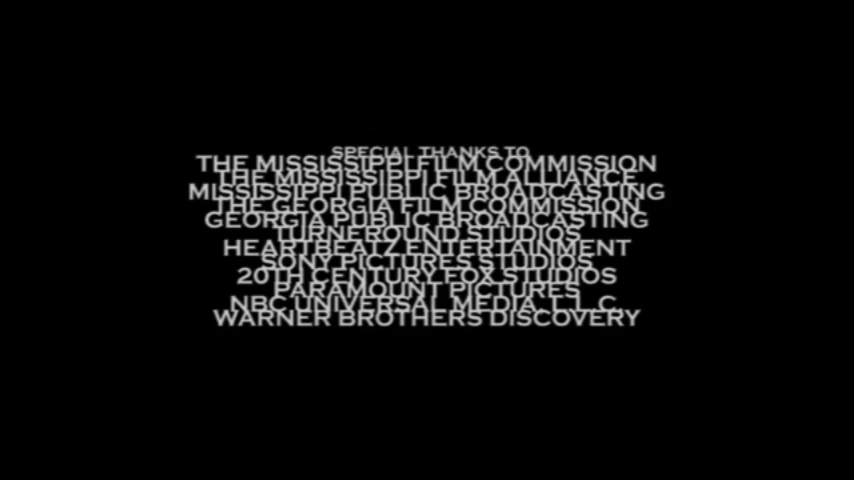 SPECIAL THANKS TO
THE MISSISSIPPI FILM COMMISSION
THE MISSISSIPPI FILM ALLIANCE
MISSISSIPPI PUBLIC BROADCASTING
THE GEORGIA FILM COMMISSION
GEORGIA PUBLIC BROADCASTING
TURNEROUND STUDIOS
HEARTBEATZ ENTERTAINMENT
SONY PICTURES STUDIOS
20TH CENTURY FOX STUDIOS
PARAMOUNT PICTURES
NBC UNIVERSAL MEDIA, L.L.C.
WARNER BROTHERS DISCOVERY